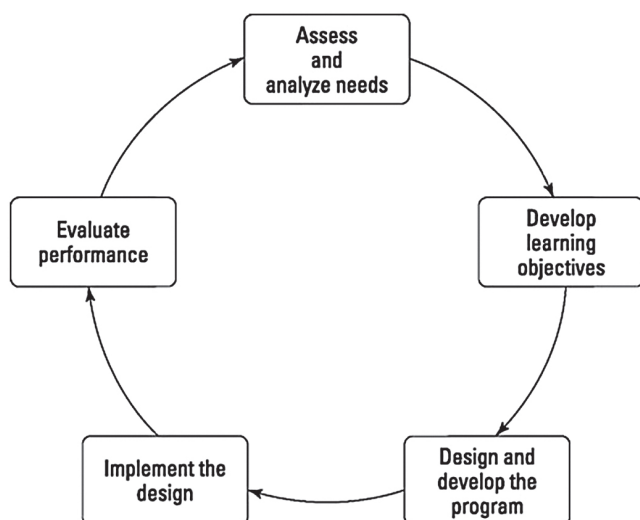 Assess
and
analyze needs
Develop
learning
objectives
Design and
develop the
program
Implement the
design
Evaluate
performance